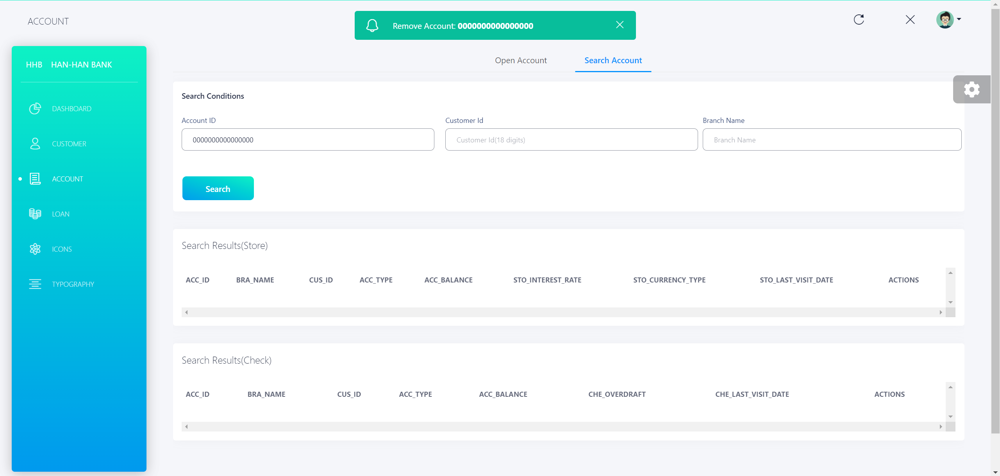 ACCOUNT
Remove Account: 0000000000000000
HHB HAN-HAN BANK
DASHBOARD
CUSTOMER
ACCOUNT
LOAN
ICONS
TYPOGRAPHY
Open Account Search Account
Search Conditions
Account ID Customer Id Branch Name
0000000000000000 Customer Id(18 digits) Branch Name
Search
Search Results(Store)
ACC_ID BRA_NAME CUS_ID ACC_TYPE ACC_BALANCE STO_INTEREST_RATE STO_CURRENCY_TYPE STO_LAST_VISIT_DATE ACTIONS
Search Results(Check)
ACC_ID BRA_NAME CUS_ID ACC_TYPE ACC_BALANCE CHE_OVERDRAFT CHE_LAST_VISIT_DATE ACTIONS